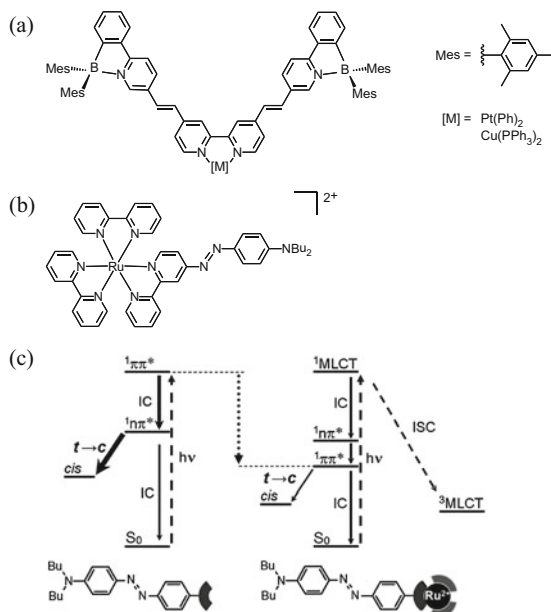 (a)
B
N
Mes
Mes
N
B
Mes
Mes
N
N
[M]
Mes =
[M] = Pt(Ph)2
Cu(PPh3)2
(b)
2+
N
N
N
Ru
N
N
N
N
N
NBu2
(c)
¹ππ*
IC
¹nπ*
t→c
cis
IC
hν
S₀
¹MLCT
IC
¹nπ*
¹ππ*
t→c
cis
IC
hν
ISC
³MLCT
S₀
Bu
N
Bu
N
N
Bu
N
Bu
N
N
Ru²⁺